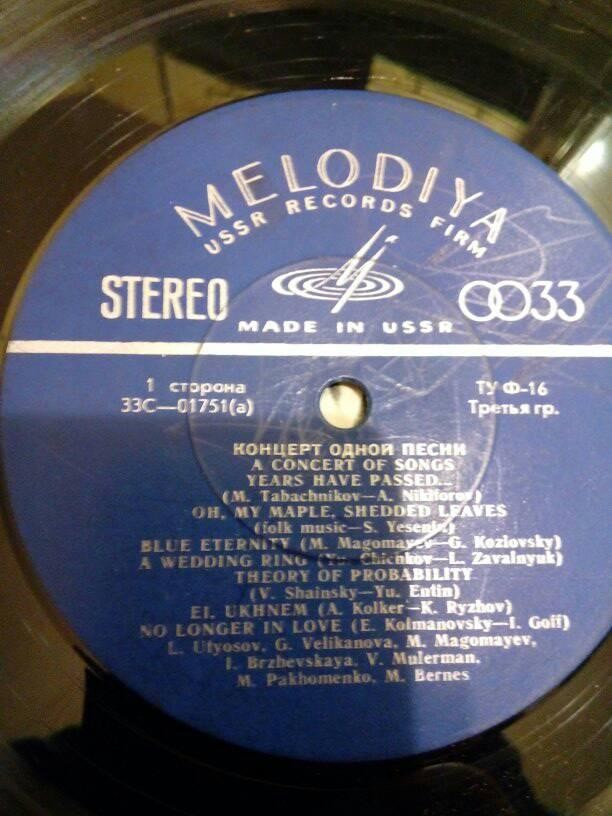 MELODIYA
USSR RECORDS FIRM
STEREO
33
MADE IN USSR
1 сторона
33С—01751(а)
ТУ Ф-16
Третья гр.
КОНЦЕРТ ОДНОЙ ПЕСНИ
A CONCERT OF SONGS
YEARS HAVE PASSED...
(M. Tabachnikov—A. Nikiforov)
OH, MY MAPLE, SHEDDED LEAVES
(folk music—S. Yesenin)
BLUE ETERNITY (M. Magomayev—G. Kozlovsky)
A WEDDING RING (Yu. Chichkov—L. Zavalnyuk)
THEORY OF PROBABILITY
(V. Shainsky—Yu. Entin)
EI, UKHNEM (A. Kolker—K. Ryzhov)
NO LONGER IN LOVE (E. Kolmanovsky—I. Goff)
L. Utyosov, G. Velikanova, M. Magomayev,
I. Brzhevskaya, V. Mulerman,
M. Pakhomenko, M. Bernes